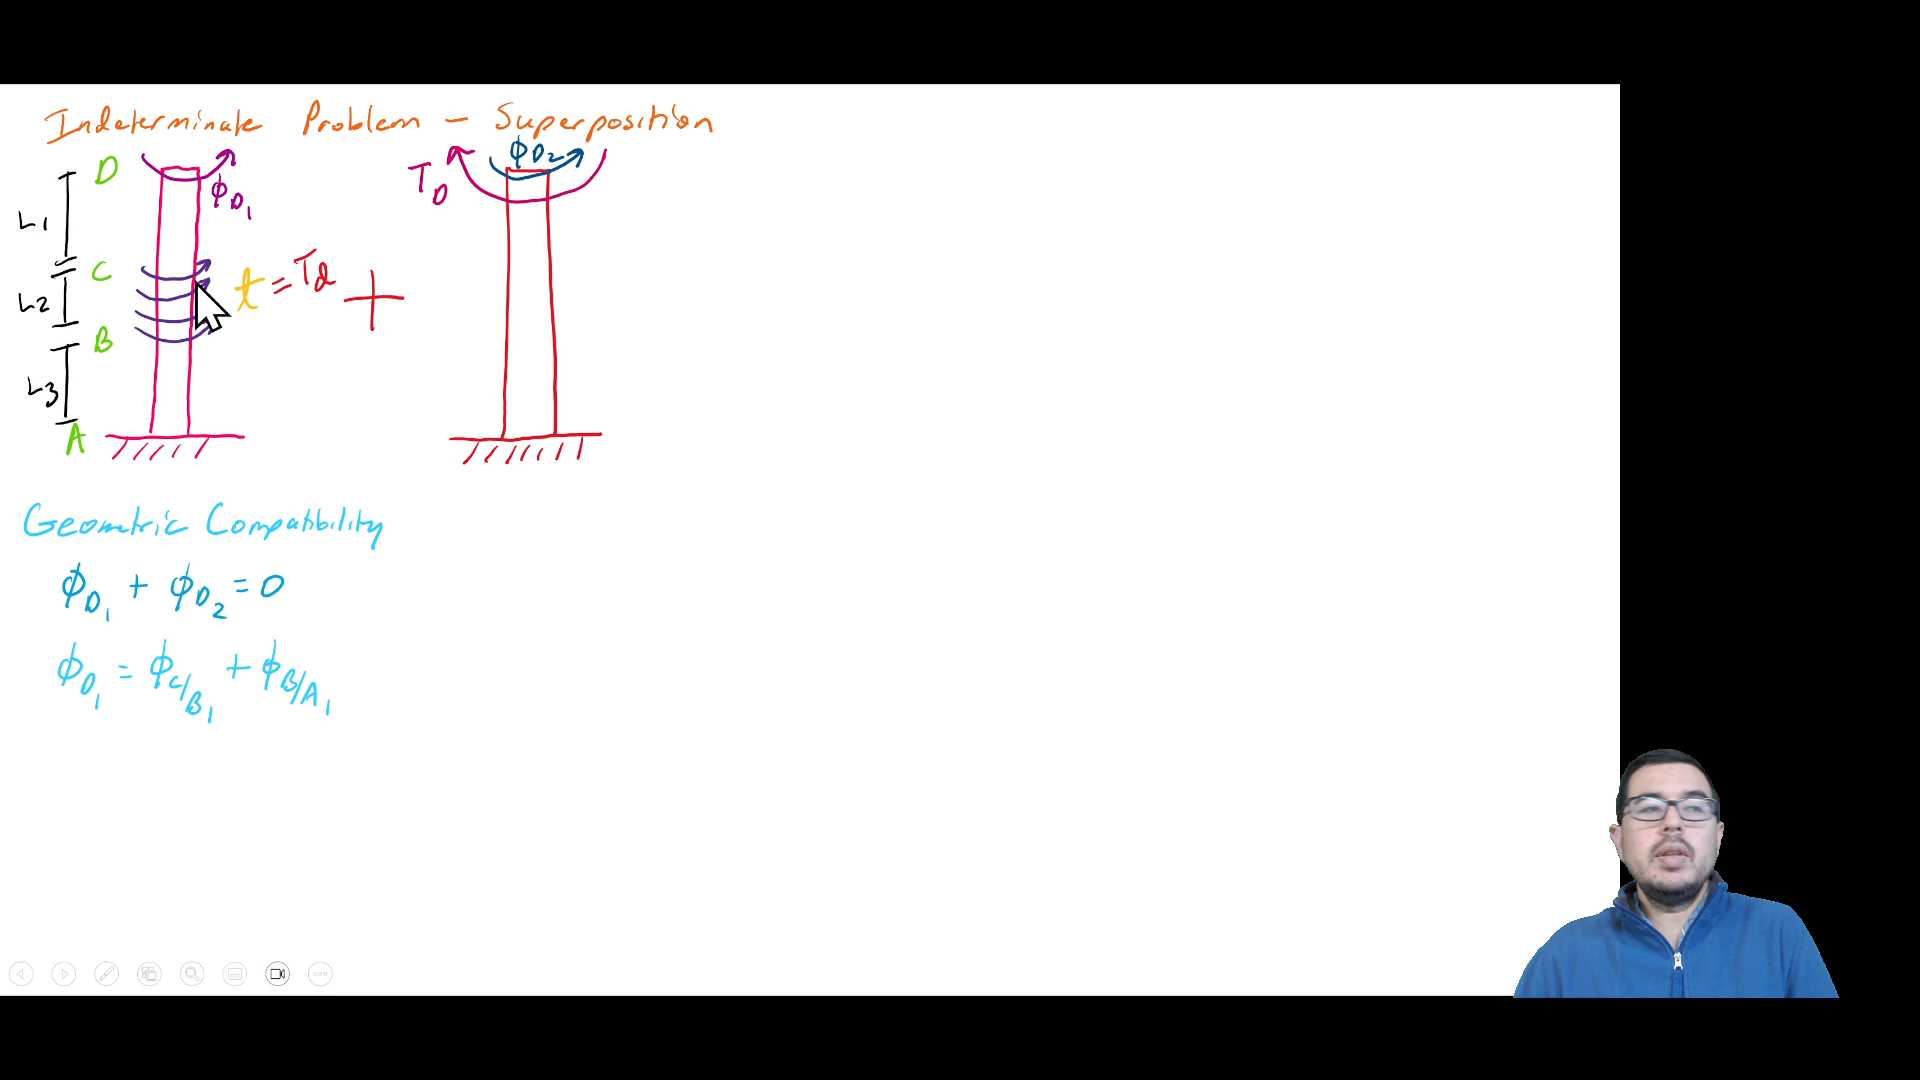 Indeterminate Problem - Superposition
D
ϕD1
TD
ϕD2
L1
C
t = Td
+
L2
B
L3
A
Geometric Compatibility
ϕD1 + ϕD2 = 0
ϕD1 = ϕC/B1 + ϕB/A1